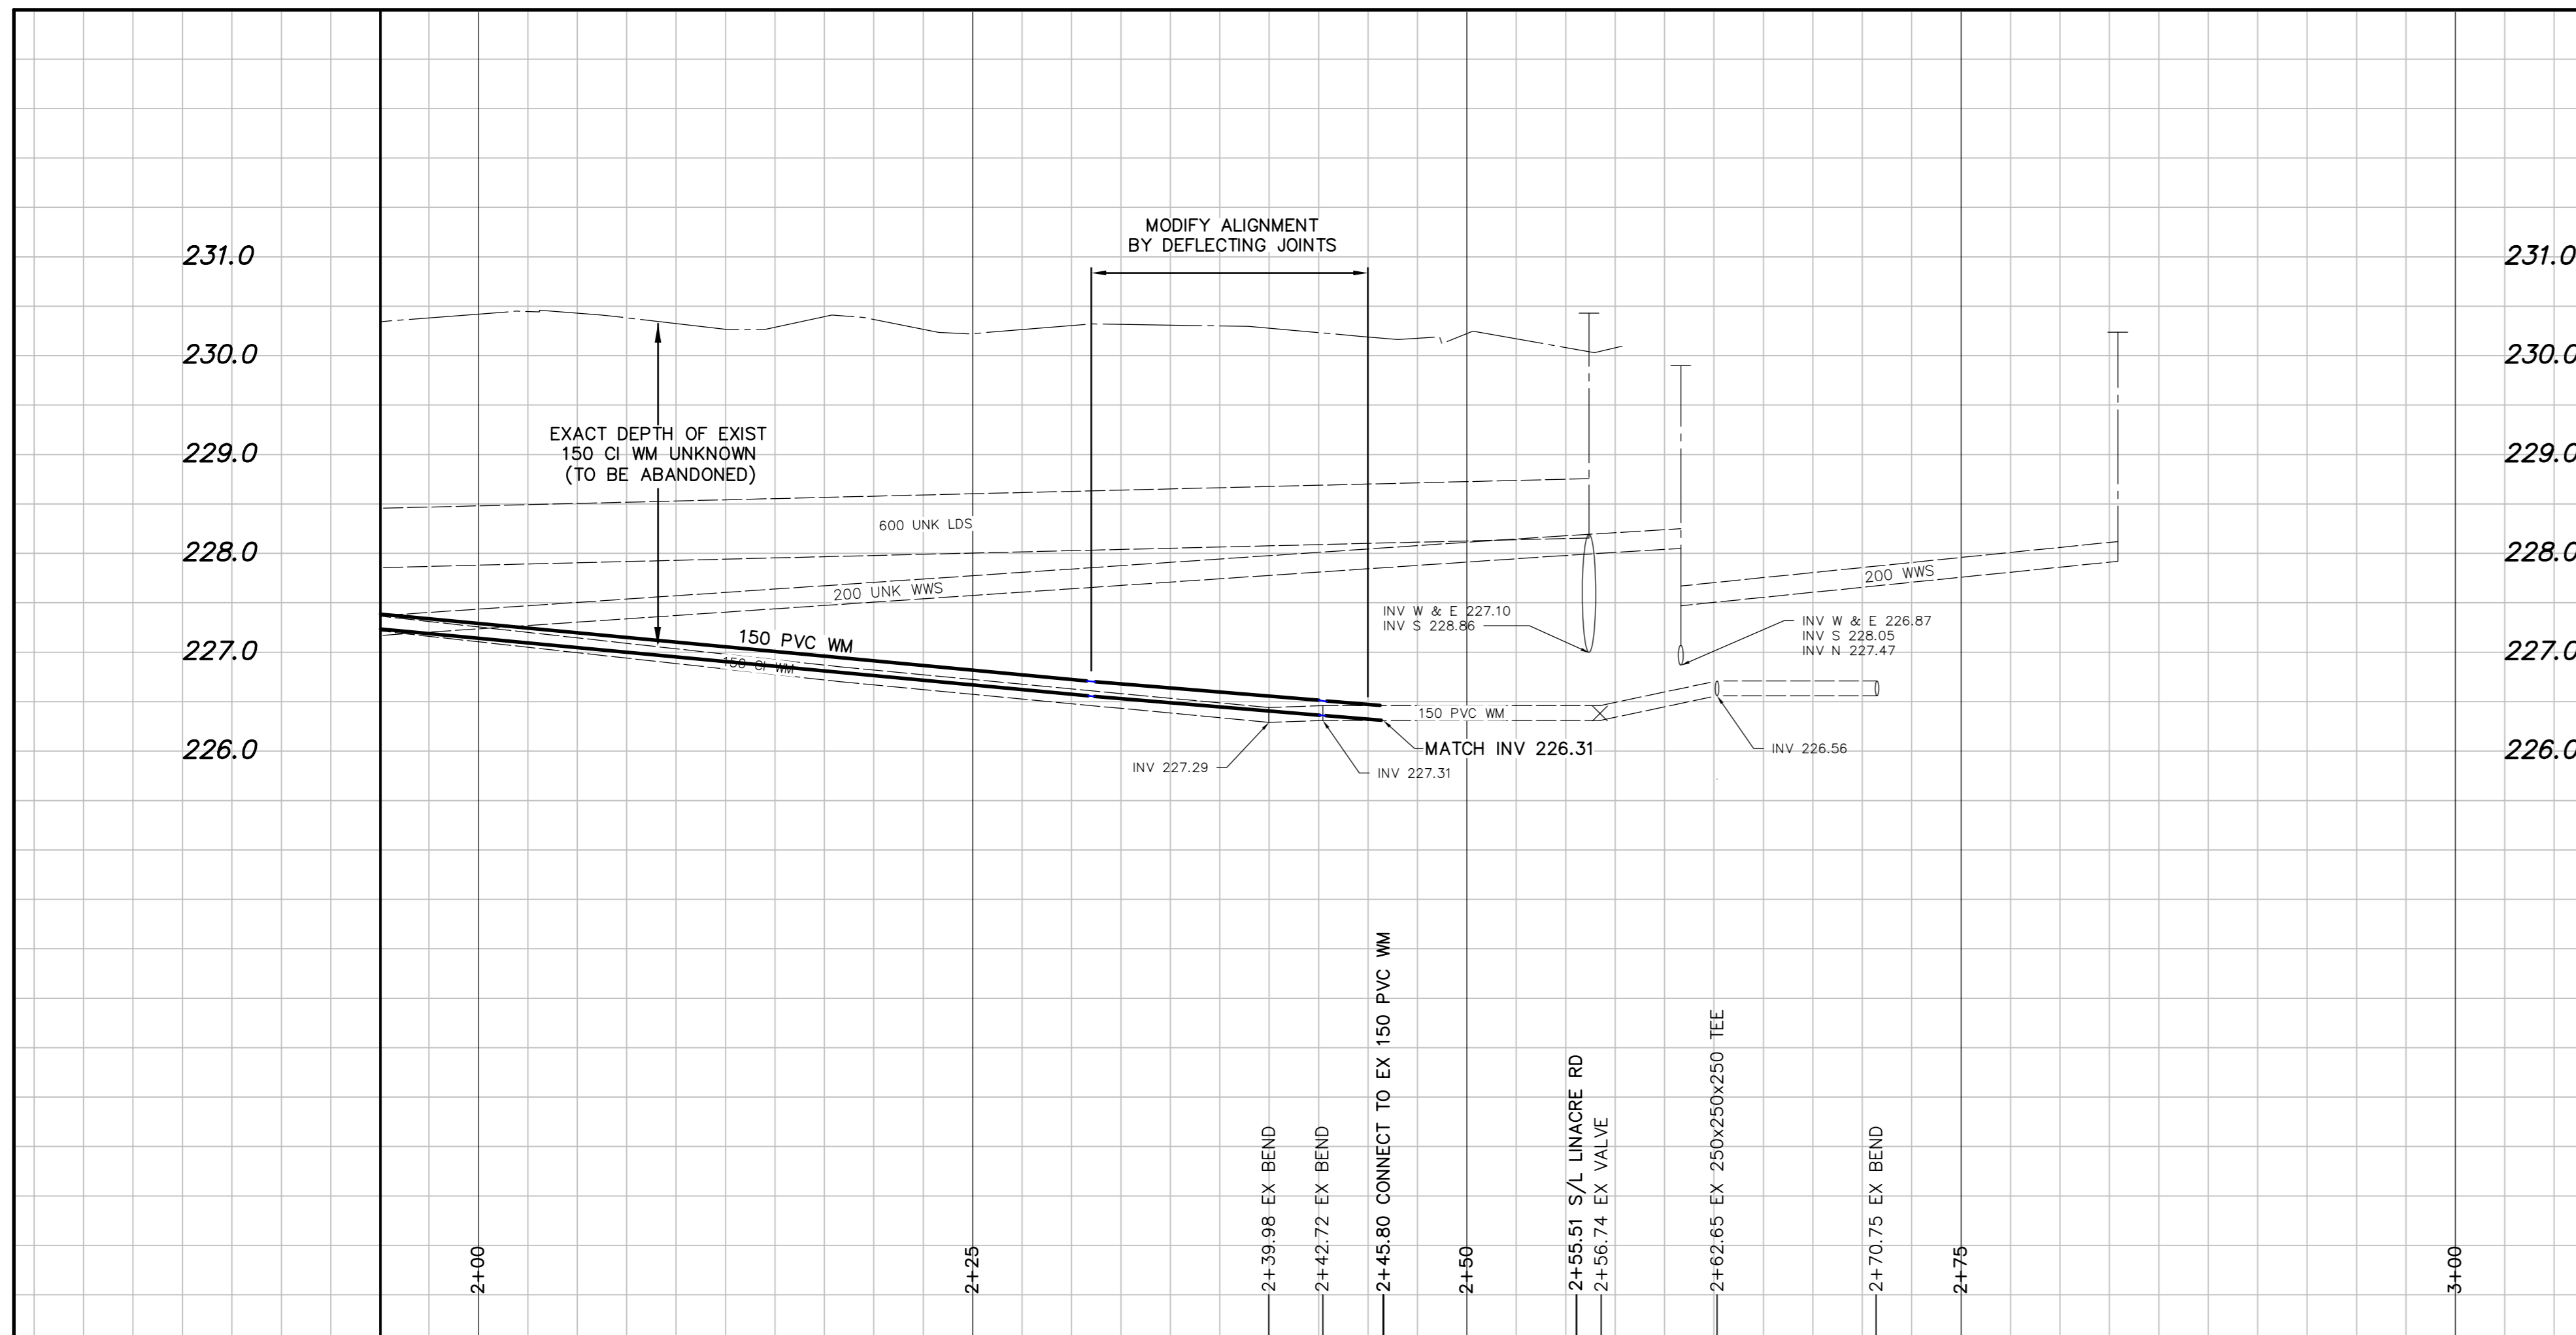 MODIFY ALIGNMENT
BY DEFLECTING JOINTS
231.0
231.0
230.0
230.0
EXACT DEPTH OF EXIST
150 CI WM UNKNOWN
(TO BE ABANDONED)
229.0
229.0
600 UNK LDS
228.0
228.0
200 UNK WWS
200 WWS
INV W & E 227.10
INV S 228.86
INV W & E 226.87
INV S 228.05
INV N 227.47
227.0
227.0
150 PVC WM
150 CI WM
150 PVC WM
226.0
226.0
MATCH INV 226.31
INV 226.56
INV 227.29
INV 227.31
2+00
2+25
2+39.98 EX BEND
2+42.72 EX BEND
2+45.80 CONNECT TO EX 150 PVC WM
2+50
2+55.51 S/L LINACRE RD
2+56.74 EX VALVE
2+62.65 EX 250x250x250 TEE
2+70.75 EX BEND
2+75
3+00